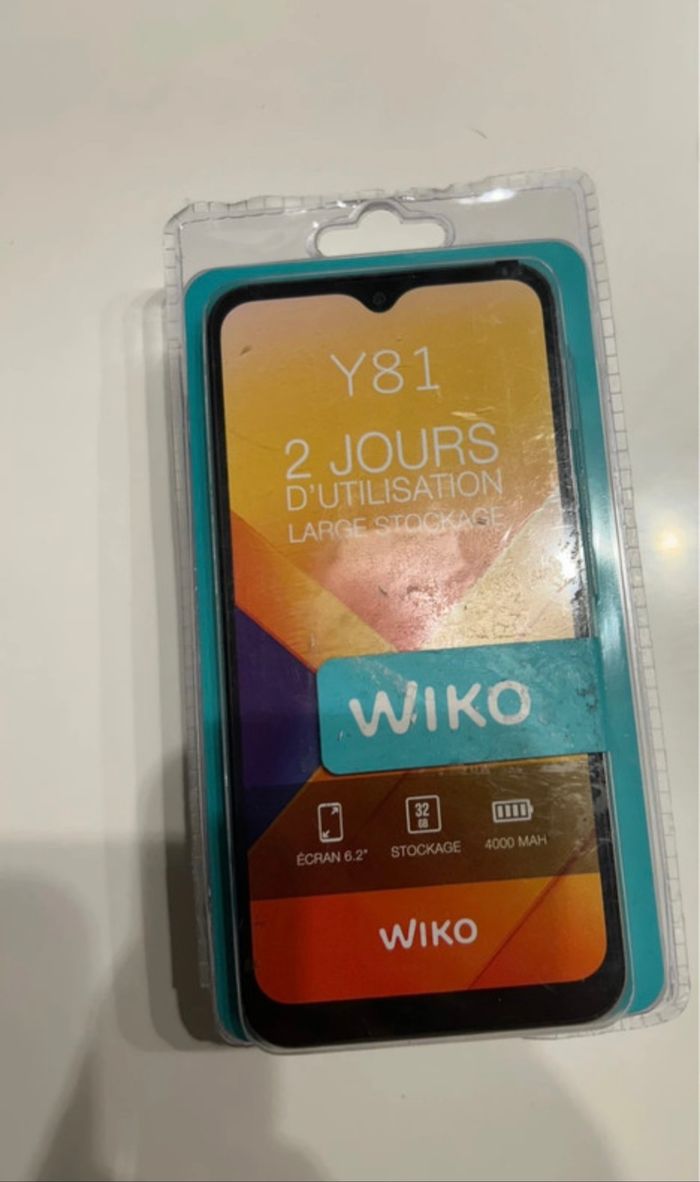 Y81
2 JOURS
D'UTILISATION
LARGE STOCKAGE
WIKO
32
GB
ÉCRAN 6.2"
STOCKAGE
4000 MAH
WIKO